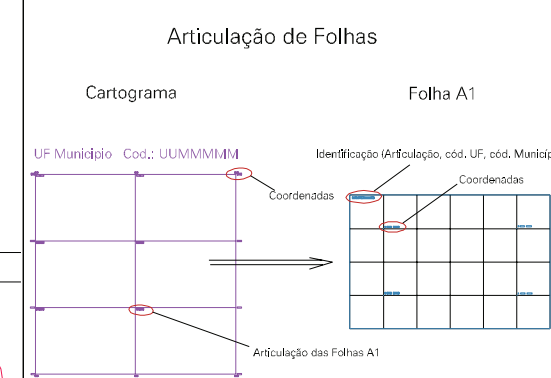 Articulação de Folhas
Cartograma
Folha A1
UF Municipio Cod.: UUMMMMM
Identificação (Articulação, cód. UF, cód. Municíp
Coordenadas
Coordenadas
Articulação das Folhas A1